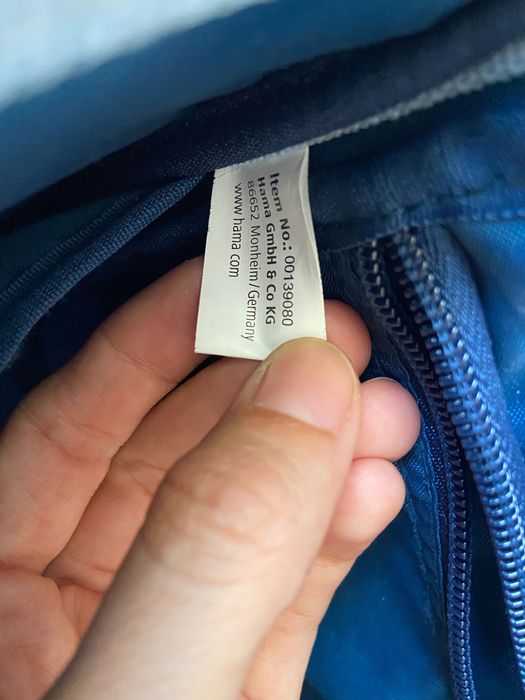 Item No.: 00139080
Hama GmbH & Co KG
86652 Monheim/Germany
www.hama.com